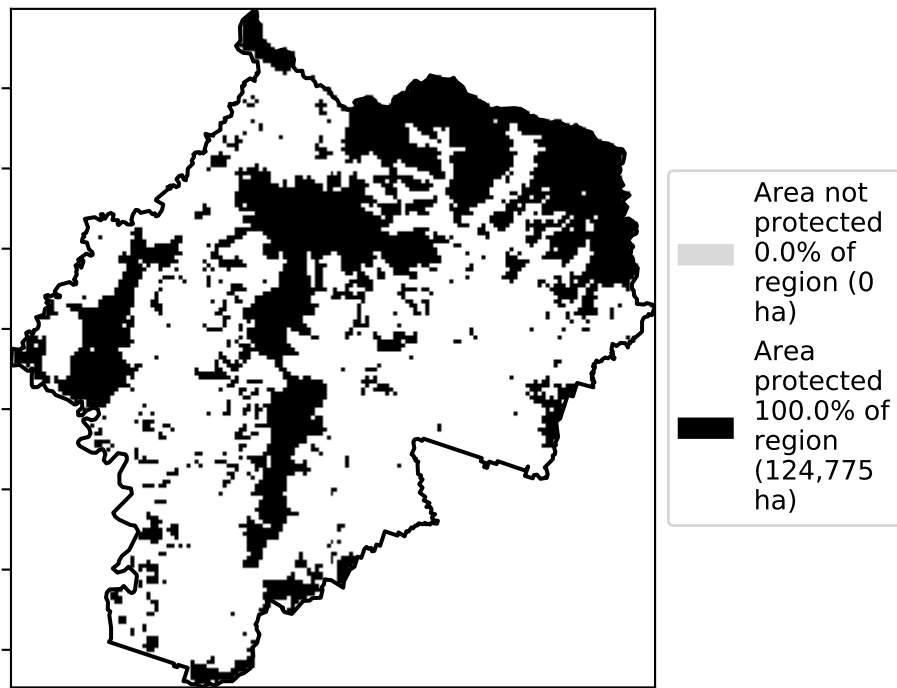 Area not
protected
0.0% of
region (0
ha)
Area
protected
100.0% of
region
(124,775
ha)